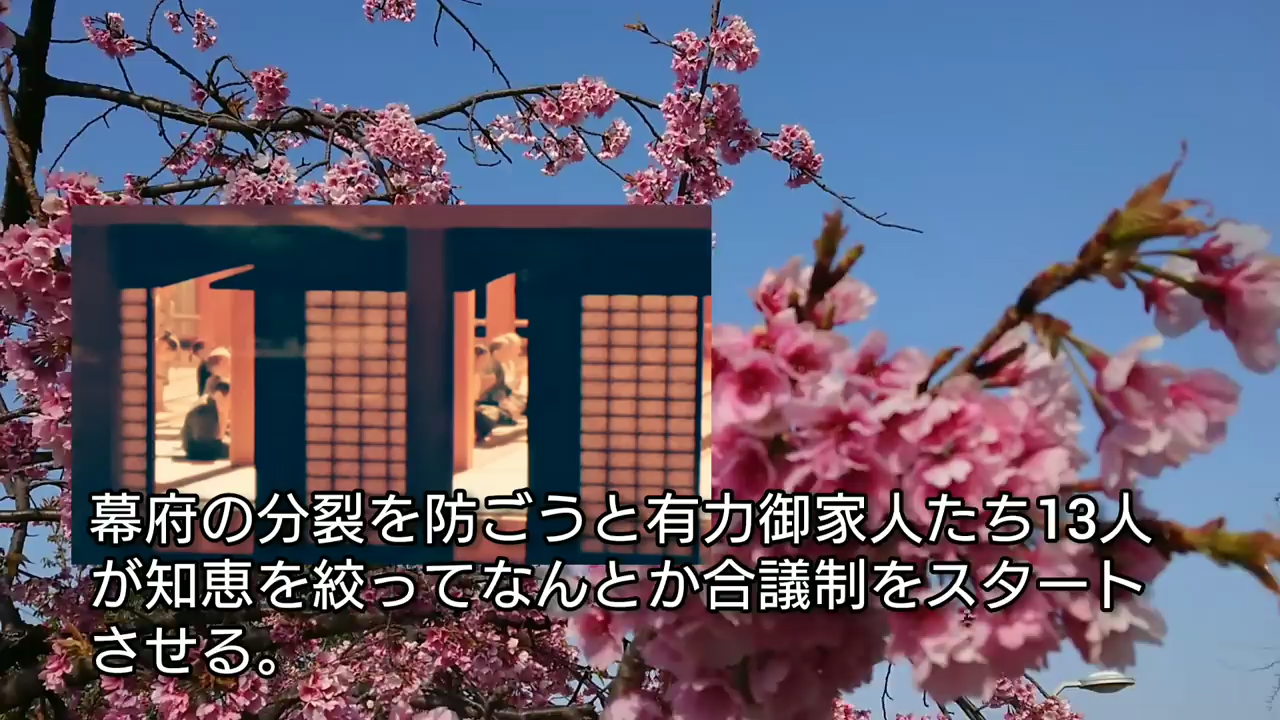 幕府の分裂を防ごうと有力御家人たち13人
が知恵を絞ってなんとか合議制をスタート
させる。